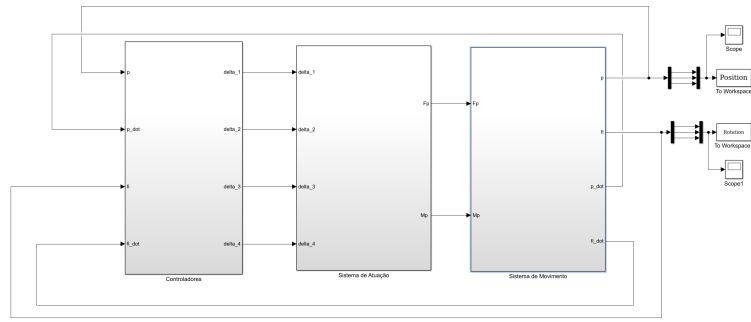 Scope
p
delta_1
delta_1
p
Position
To Workspace
Fp
Fp
p_dot
delta_2
delta_2
fi
Rotation
To Workspace
Scope1
fi
delta_3
delta_3
p_dot
Mp
Mp
fi_dot
delta_4
delta_4
fi_dot
Controladores
Sistema de Atuação
Sistema de Movimento